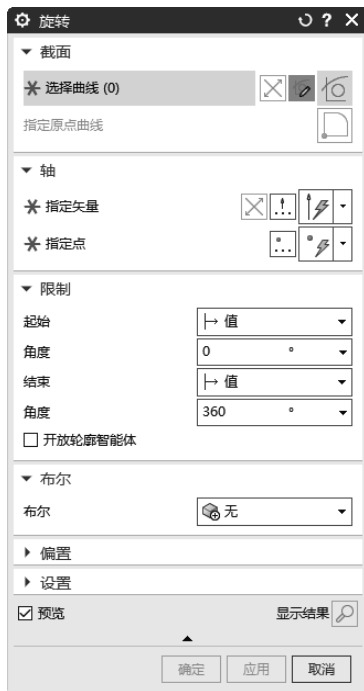 旋转
截面
选择曲线 (0)
指定原点曲线
轴
指定矢量
指定点
限制
起始 值
角度 0 °
结束 值
角度 360 °
开放轮廓智能体
布尔
布尔 无
偏置
设置
预览 显示结果
确定 应用 取消